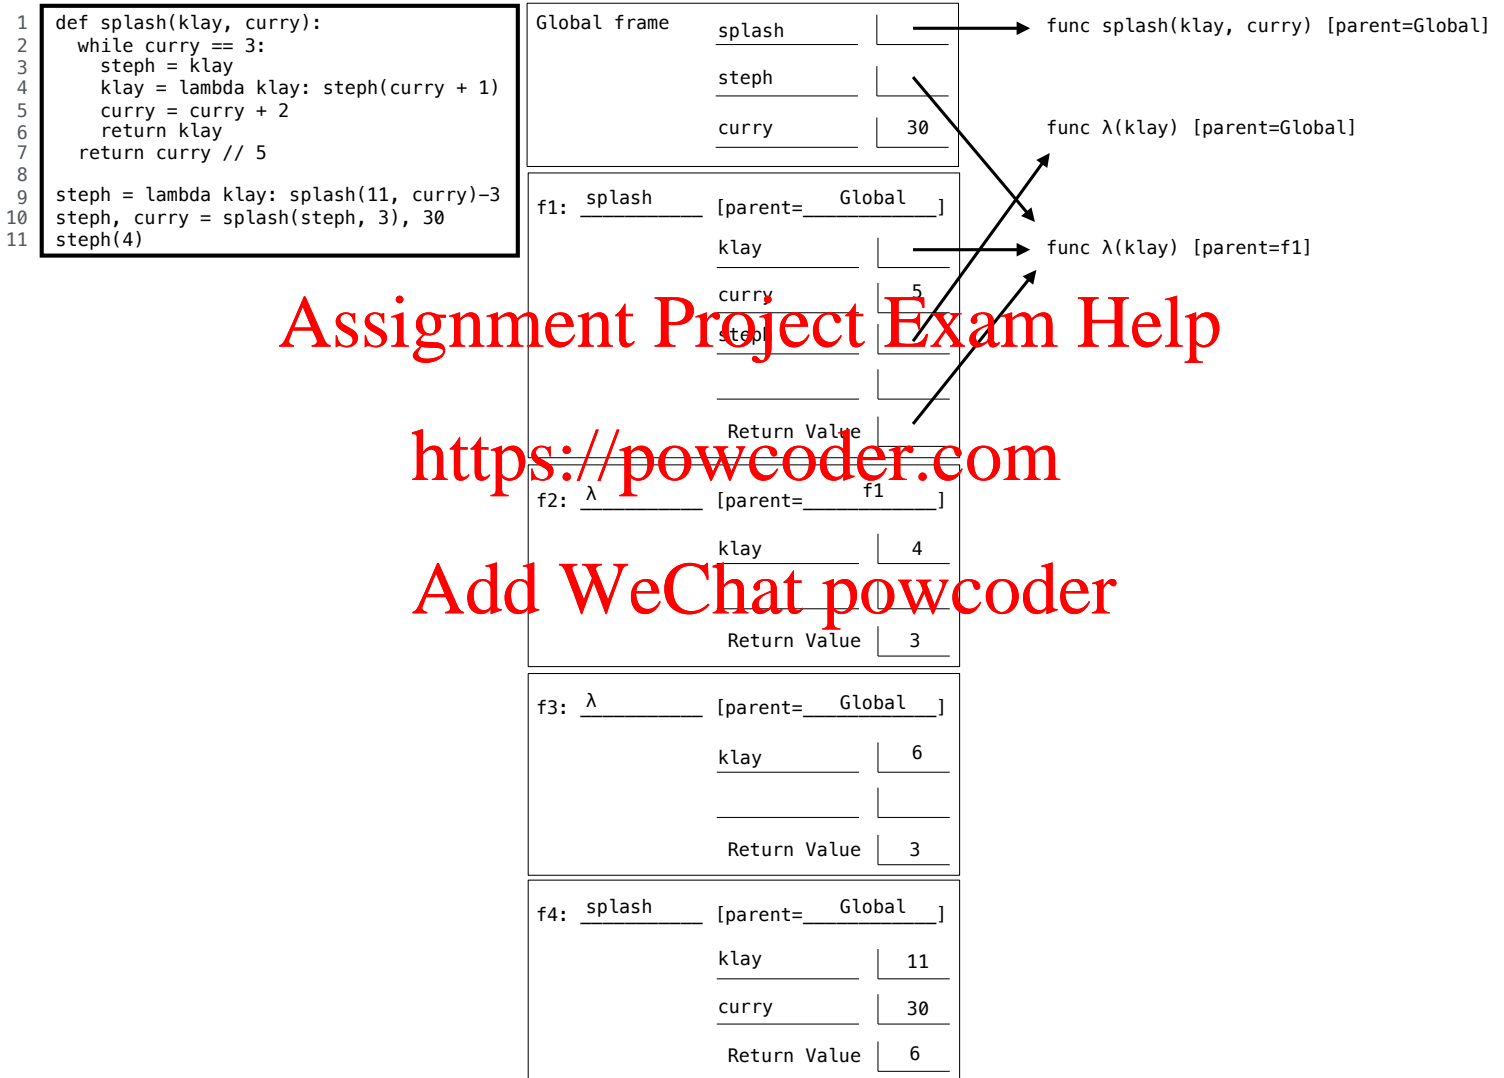 1 def splash(klay, curry):
2 while curry == 3:
3 steph = klay
4 klay = lambda klay: steph(curry + 1)
5 curry = curry + 2
6 return klay
7 return curry // 5
8
9 steph = lambda klay: splash(11, curry)-3
10 steph, curry = splash(steph, 3), 30
11 steph(4)
Global frame
splash
func splash(klay, curry) [parent=Global]
steph
curry 30
func λ(klay) [parent=Global]
f1: splash [parent=Global]
klay
func λ(klay) [parent=f1]
curry 5
Assignment Project Exam Help
steph
Return Value
https://powcoder.com
f2: λ [parent=f1]
klay 4
Add WeChat powcoder
Return Value 3
f3: λ [parent=Global]
klay 6
Return Value 3
f4: splash [parent=Global]
klay 11
curry 30
Return Value 6